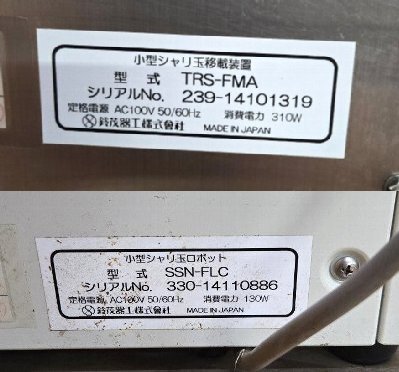 小型シャリ玉移載装置
型 式 TRS-FMA
シリアルNo. 239-14101319
定格電源 AC100V 50/60Hz 消費電力 310W
鈴茂器工株式會社 MADE IN JAPAN
小型シャリ玉ロボット
型 式 SSN-FLC
シリアルNo. 330-14110886
定格電源 AC100V 50/60Hz 消費電力 130W
鈴茂器工株式會社 MADE IN JAPAN